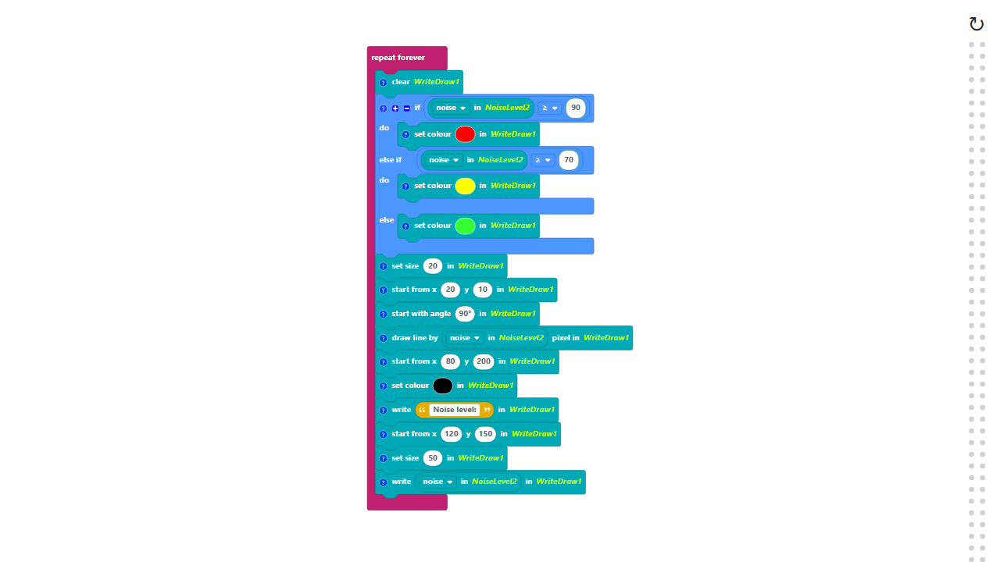 repeat forever
clear WriteDraw1
if noise in NoiseLevel2 ≥ 90
do set colour in WriteDraw1
else if noise in NoiseLevel2 ≥ 70
do set colour in WriteDraw1
else set colour in WriteDraw1
set size 20 in WriteDraw1
start from x 20 y 10 in WriteDraw1
start with angle 90° in WriteDraw1
draw line by noise in NoiseLevel2 pixel in WriteDraw1
start from x 80 y 200 in WriteDraw1
set colour in WriteDraw1
write “ Noise level: ” in WriteDraw1
start from x 120 y 150 in WriteDraw1
set size 50 in WriteDraw1
write noise in NoiseLevel2 in WriteDraw1